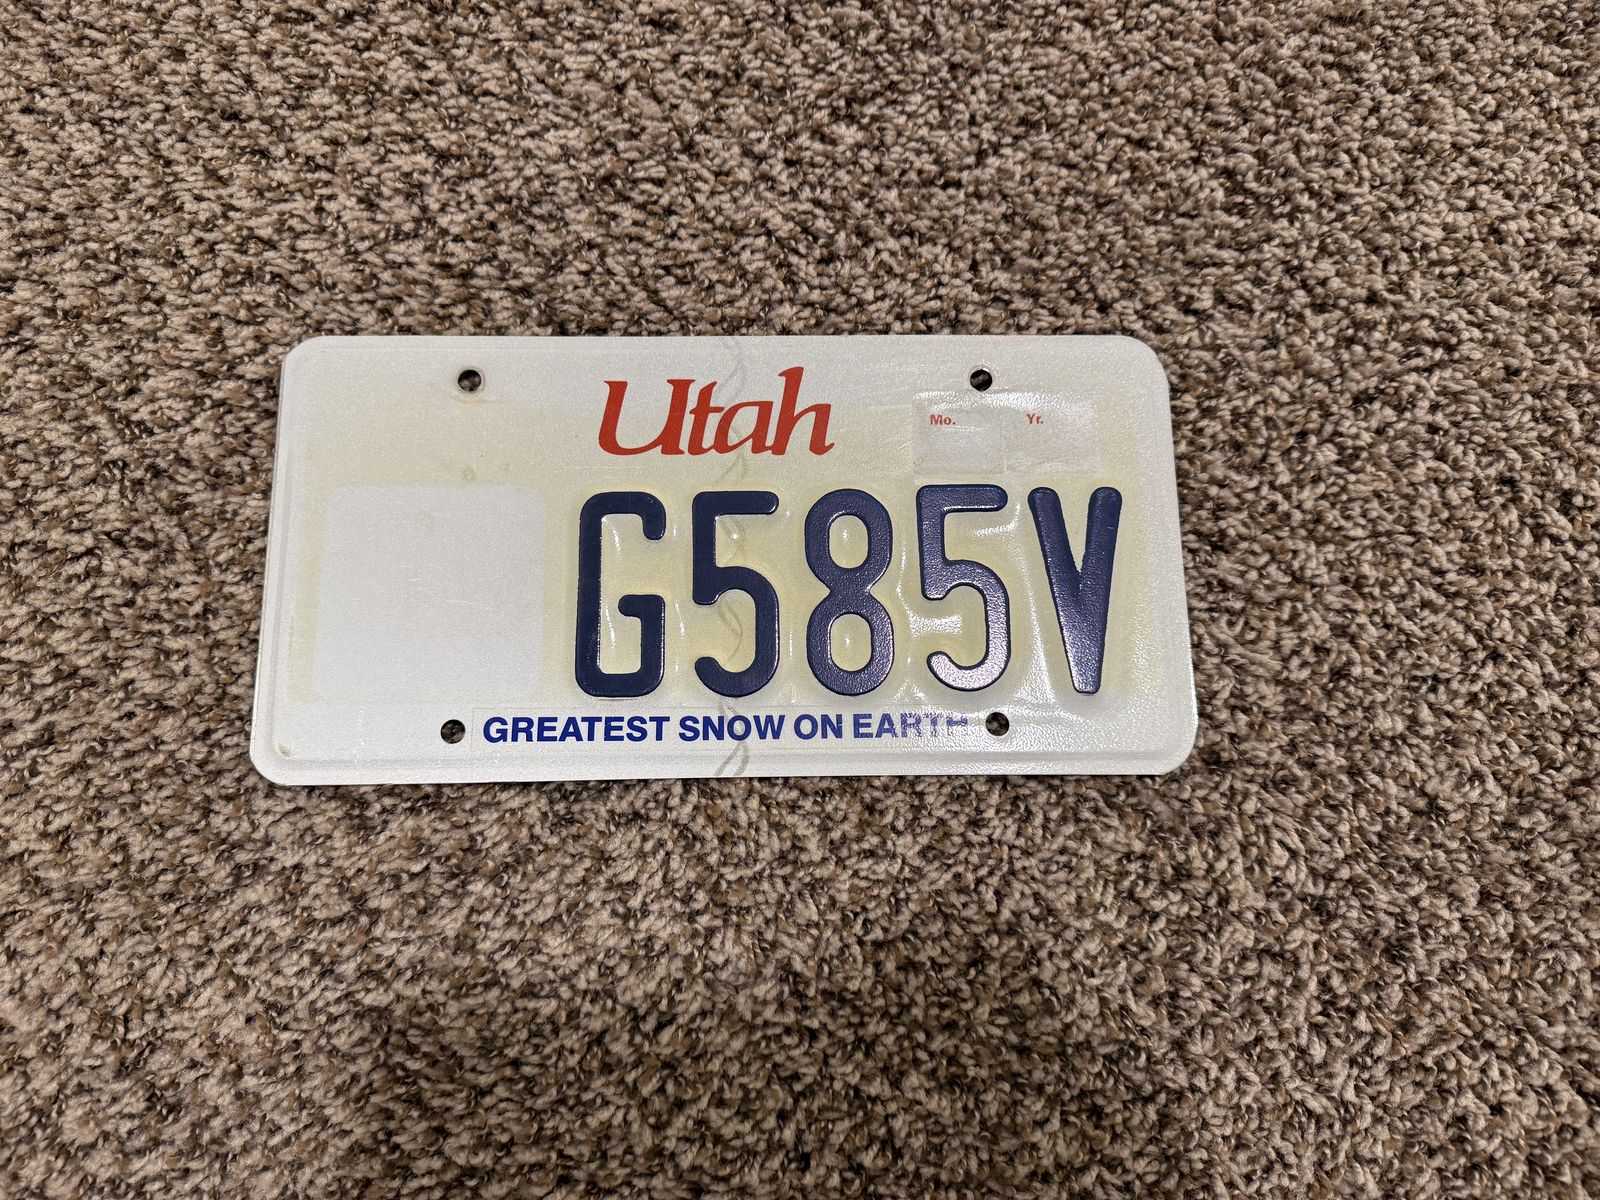 Utah
Mo. Yr.
G585V
GREATEST SNOW ON EARTH